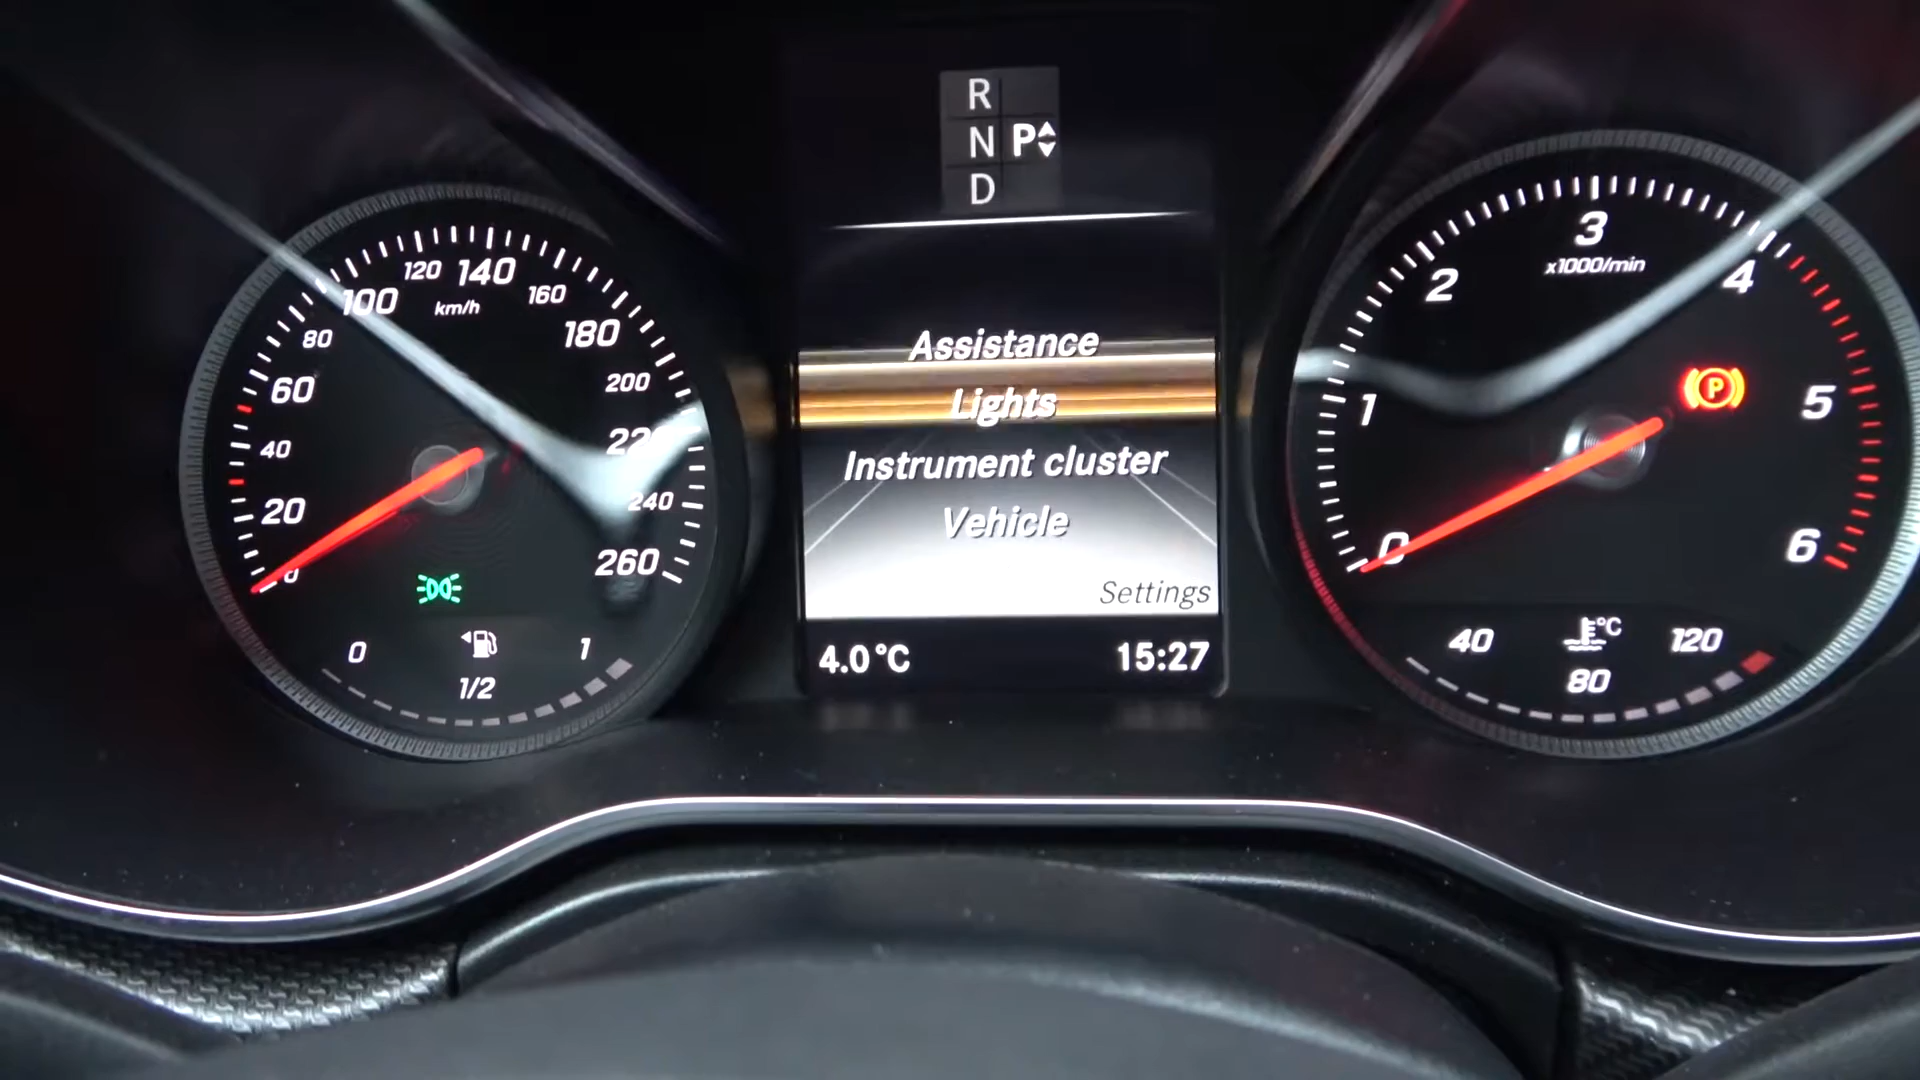 R
N P
D
Assistance
Lights
Instrument cluster
Vehicle
Settings
4.0°C
15:27
0
20
40
60
80
100
120
140
160
180
200
220
240
260
km/h
0
1/2
1
0
1
2
3
4
5
6
x1000/min
P
40
80
120
°C